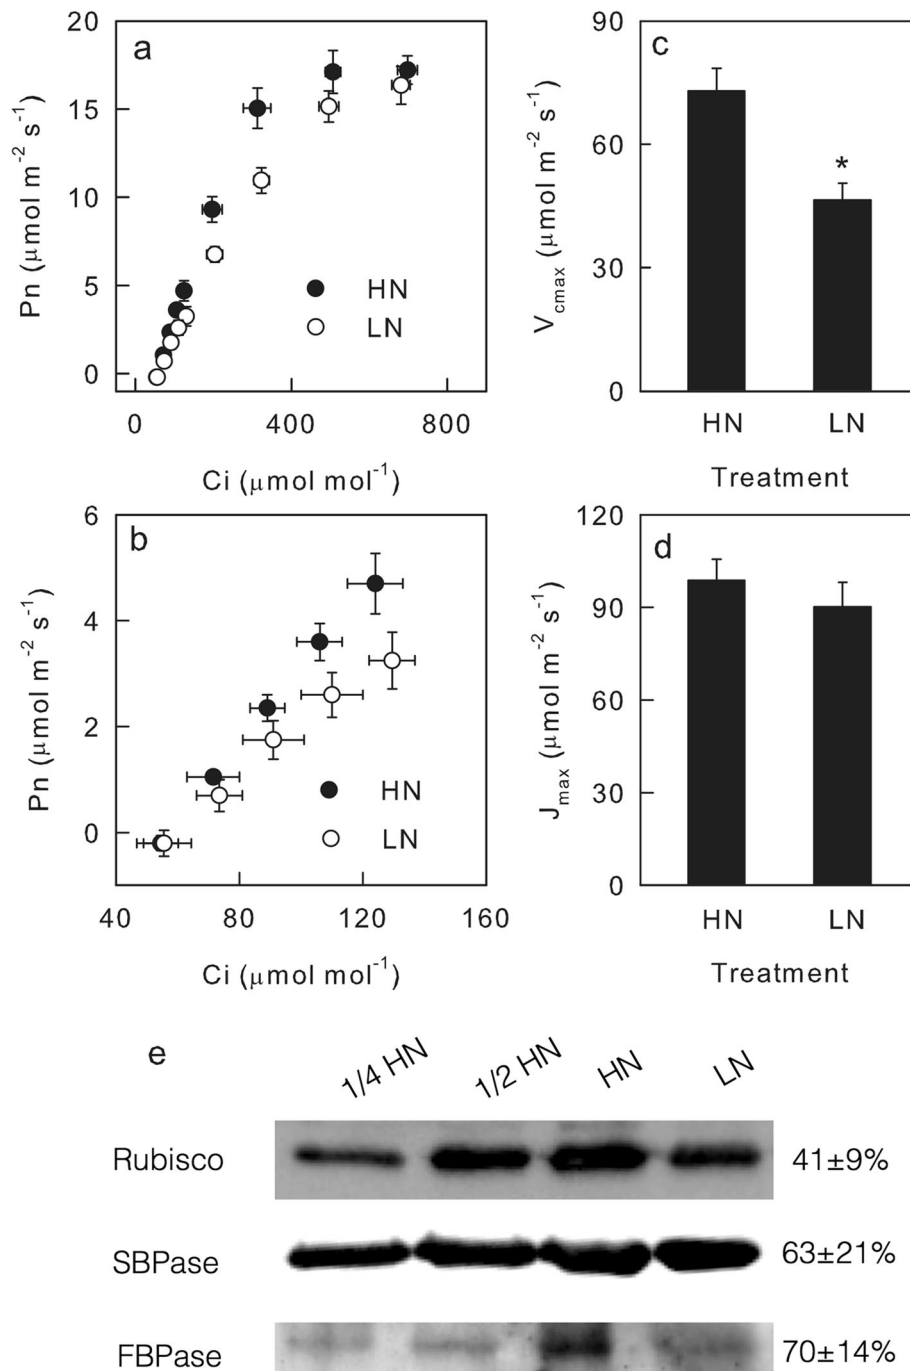 a
20
15
10
5
0
Pn (μmol m⁻² s⁻¹)
HN
LN
0 400 800
Ci (μmol mol⁻¹)
c
90
60
30
0
V_cmax (μmol m⁻² s⁻¹)
*
HN LN
Treatment
b
6
4
2
0
Pn (μmol m⁻² s⁻¹)
HN
LN
40 80 120 160
Ci (μmol mol⁻¹)
d
120
90
60
30
0
J_max (μmol m⁻² s⁻¹)
HN LN
Treatment
e
1/4 HN 1/2 HN HN LN
Rubisco 41±9%
SBPase 63±21%
FBPase 70±14%